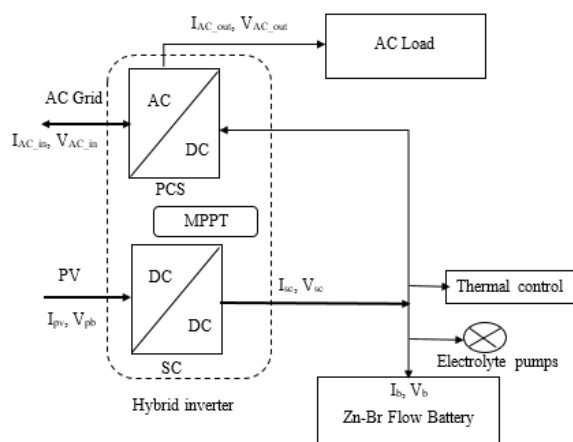 I_AC_out, V_AC_out
AC Load
AC Grid
AC
I_AC_in, V_AC_in
DC
PCS
MPPT
PV
DC
I_sc, V_sc
I_pv, V_pb
DC
SC
Thermal control
Electrolyte pumps
Hybrid inverter
I_b, V_b
Zn-Br Flow Battery